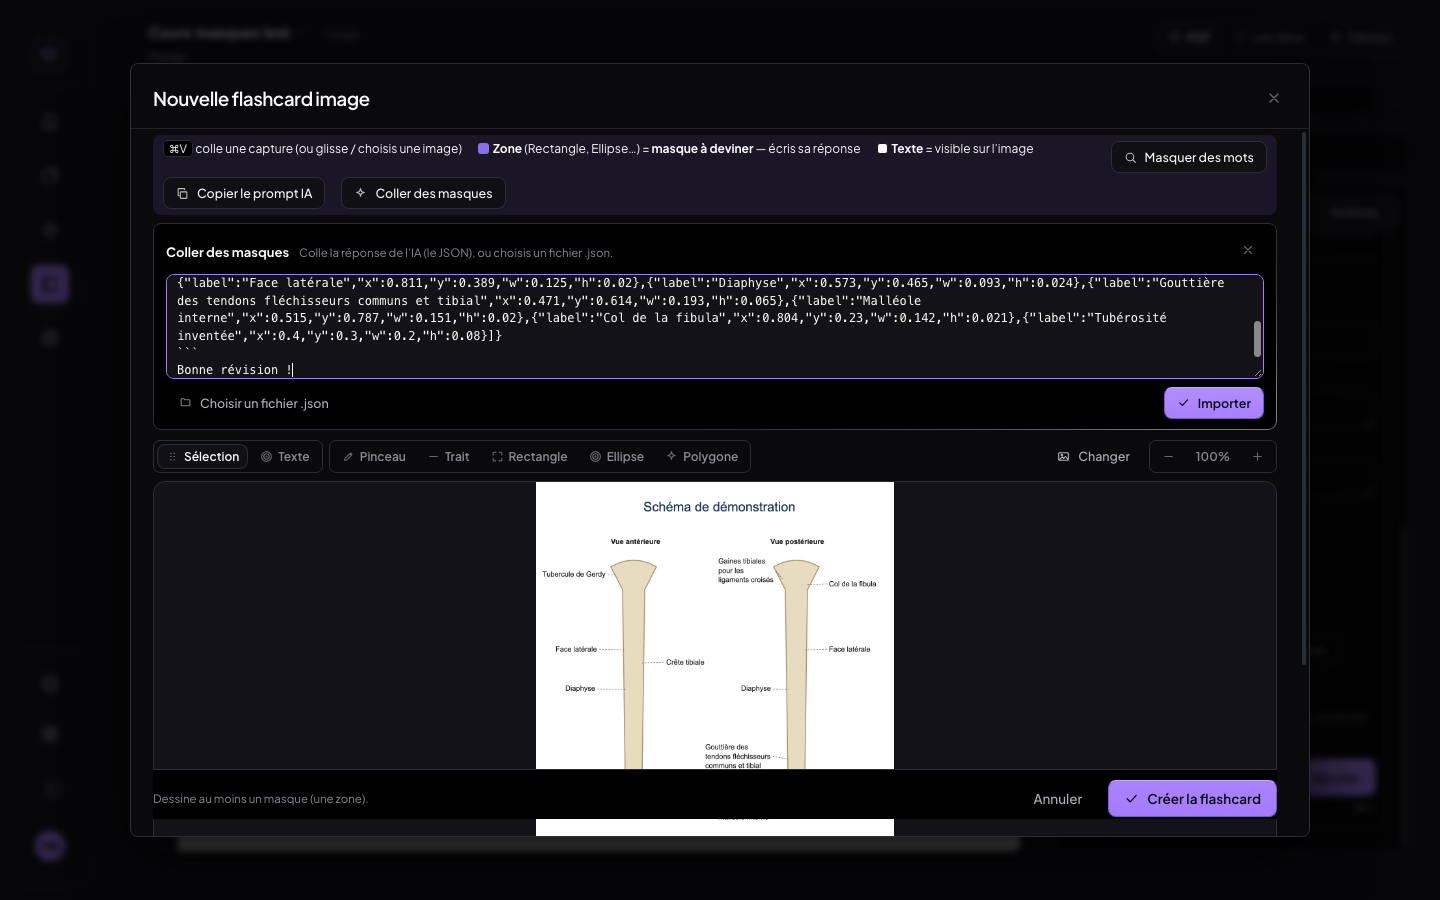 Cours masques test
Nouvelle flashcard image
⌘V colle une capture (ou glisse / choisis une image) Zone (Rectangle, Ellipse...) = masque à deviner — écris sa réponse Texte = visible sur l'image
Masquer des mots
Copier le prompt IA
Coller des masques
Coller des masques Colle la réponse de l'IA (le JSON), ou choisis un fichier .json.
{"label":"Face latérale","x":0.811,"y":0.389,"w":0.125,"h":0.02},{"label":"Diaphyse","x":0.573,"y":0.465,"w":0.093,"h":0.024},{"label":"Gouttière
des tendons fléchisseurs communs et tibial","x":0.471,"y":0.614,"w":0.193,"h":0.065},{"label":"Malléole
interne","x":0.515,"y":0.787,"w":0.151,"h":0.02},{"label":"Col de la fibula","x":0.804,"y":0.23,"w":0.142,"h":0.021},{"label":"Tubérosité
inventée","x":0.4,"y":0.3,"w":0.2,"h":0.08}]}
```
Bonne révision !
Choisir un fichier .json
Importer
Sélection Texte Pinceau Trait Rectangle Ellipse Polygone
Changer 100%
Schéma de démonstration
Vue antérieure
Vue postérieure
Tubercule de Gerdy
Gaines tibiales
pour les
ligaments croisés
Col de la fibula
Face latérale
Crête tibiale
Face latérale
Diaphyse
Diaphyse
Gouttière des
tendons fléchisseurs
communs et tibial
Dessine au moins un masque (une zone).
Annuler
Créer la flashcard